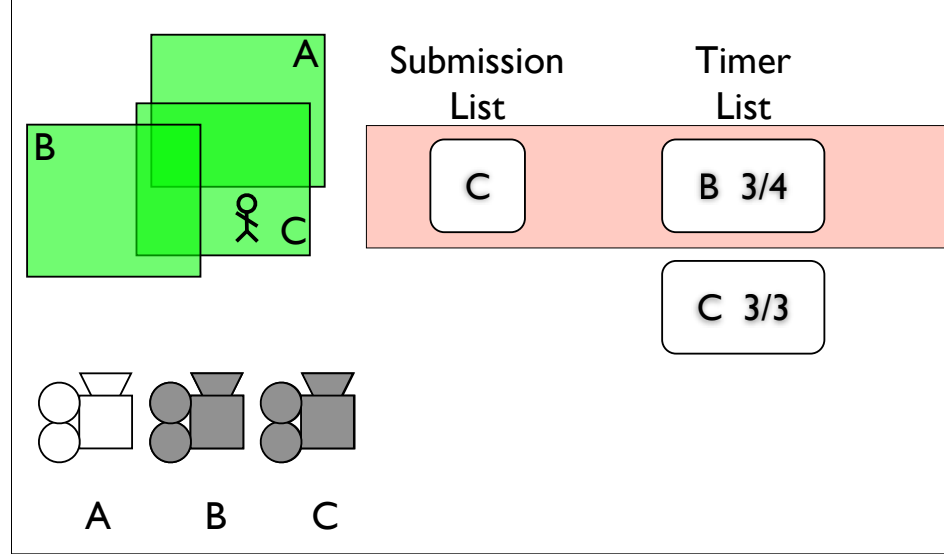 A
B
C
Submission
List
Timer
List
C
B 3/4
C 3/3
A B C